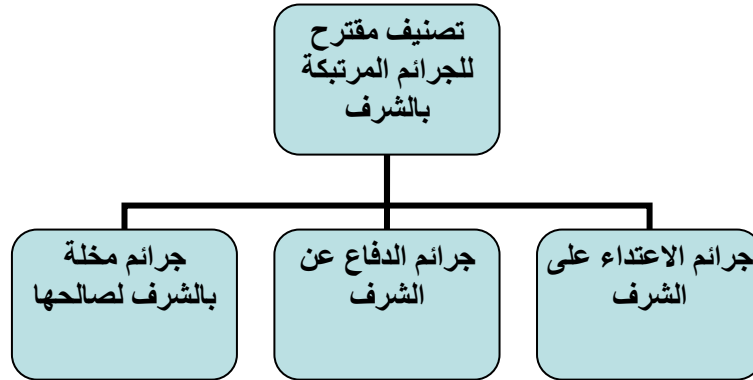 تصنيف مقترح
للجرائم المرتبكة
بالشرف
جرائم الاعتداء على
الشرف
جرائم الدفاع عن
الشرف
جرائم مخلة
بالشرف لصالحها